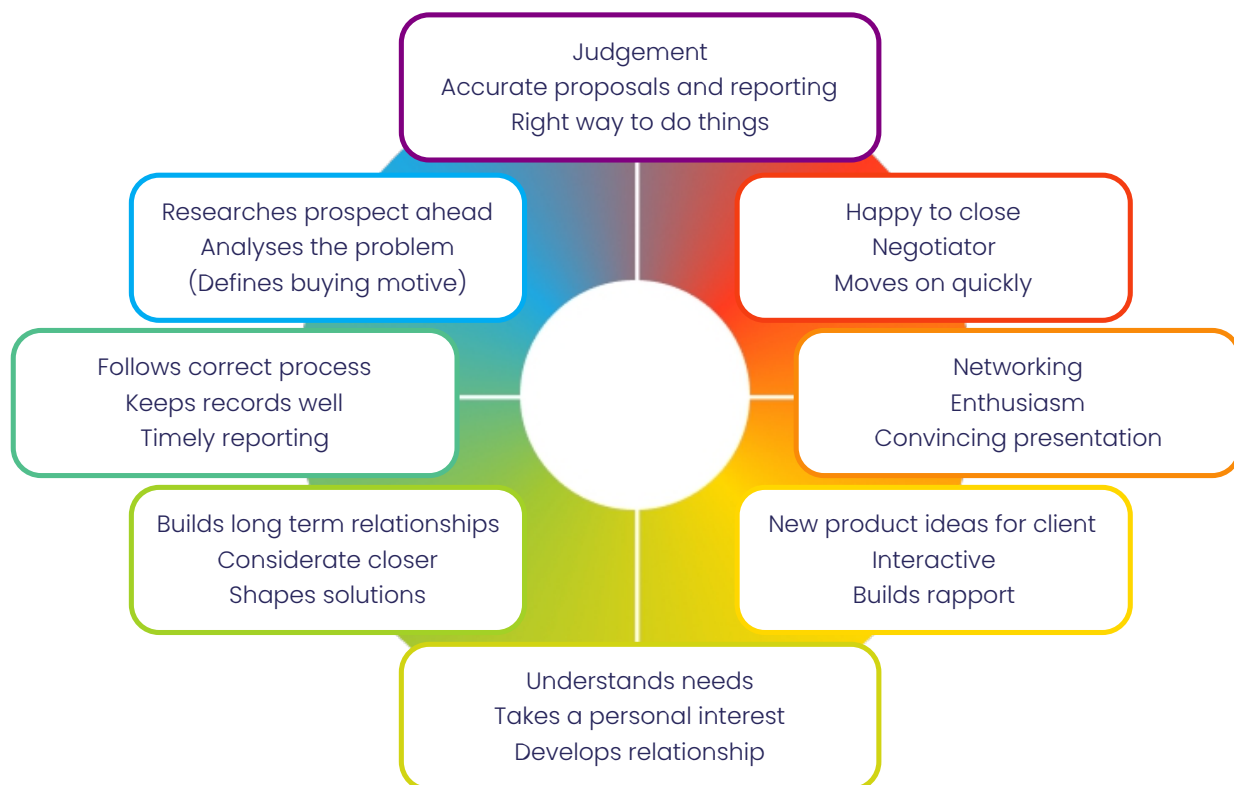 Judgement
Accurate proposals and reporting
Right way to do things
Researches prospect ahead
Analyses the problem
(Defines buying motive)
Happy to close
Negotiator
Moves on quickly
Follows correct process
Keeps records well
Timely reporting
Networking
Enthusiasm
Convincing presentation
Builds long term relationships
Considerate closer
Shapes solutions
New product ideas for client
Interactive
Builds rapport
Understands needs
Takes a personal interest
Develops relationship